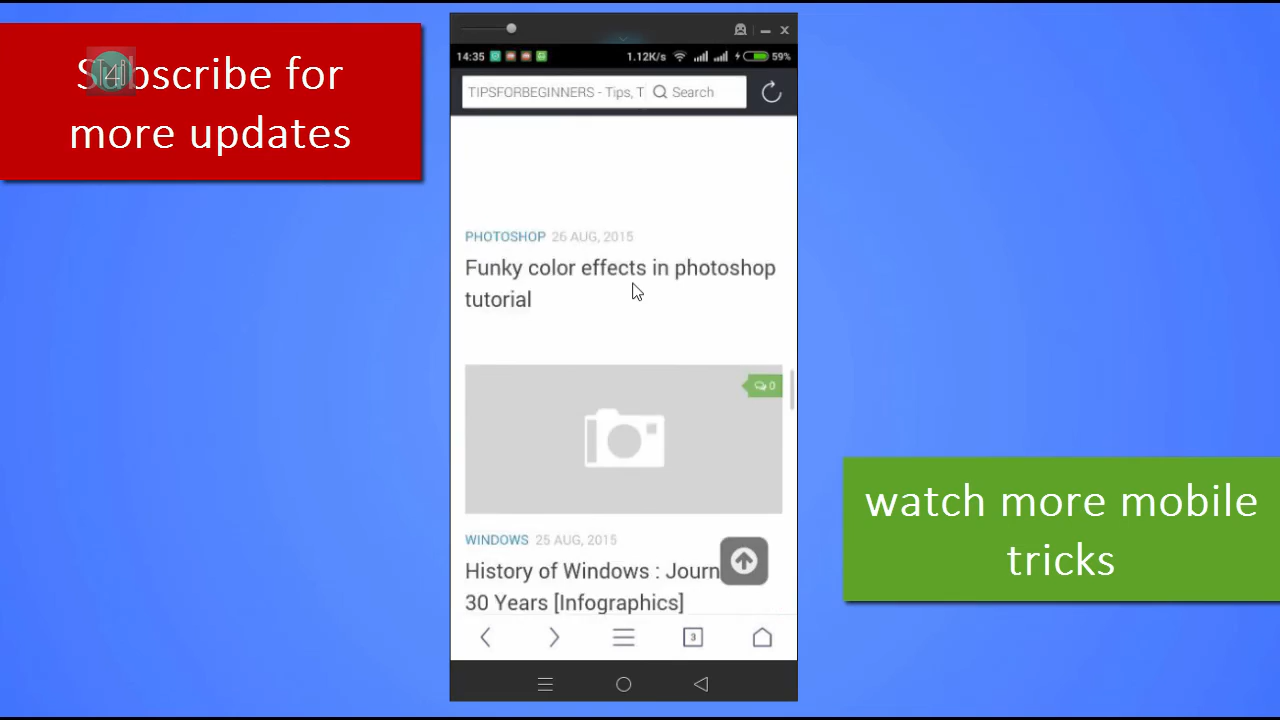 Subscribe for
more updates
T4i
14:35
1.12K/s
59%
TIPSFORBEGINNERS - Tips, T
Search
PHOTOSHOP 26 AUG, 2015
Funky color effects in photoshop
tutorial
0
WINDOWS 25 AUG, 2015
History of Windows : Journ
30 Years [Infographics]
3
watch more mobile
tricks